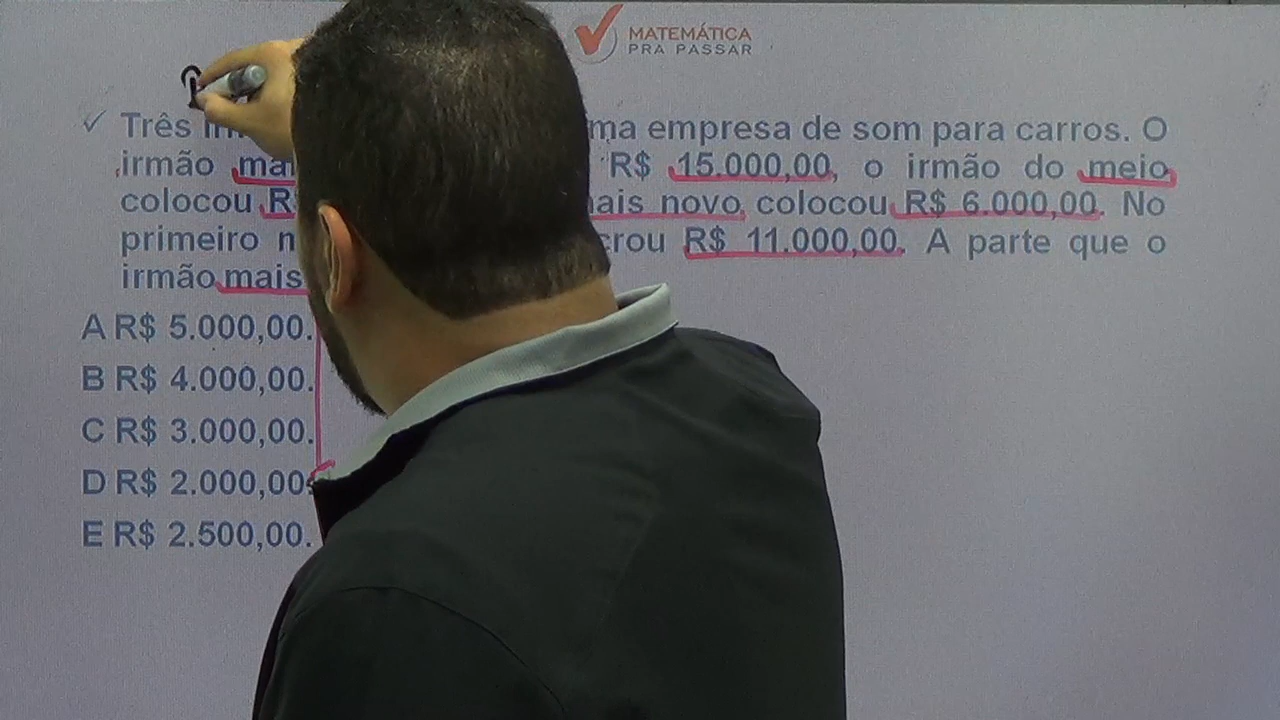 MATEMÁTICA
PRA PASSAR
Três ma empresa de som para carros. O
irmão R$ 15.000,00, o irmão do meio
colocou mais novo colocou R$ 6.000,00. No
primeiro R$ 11.000,00. A parte que o
irmão mais
A R$ 5.000,00.
B R$ 4.000,00.
C R$ 3.000,00.
D R$ 2.000,00
E R$ 2.500,00.